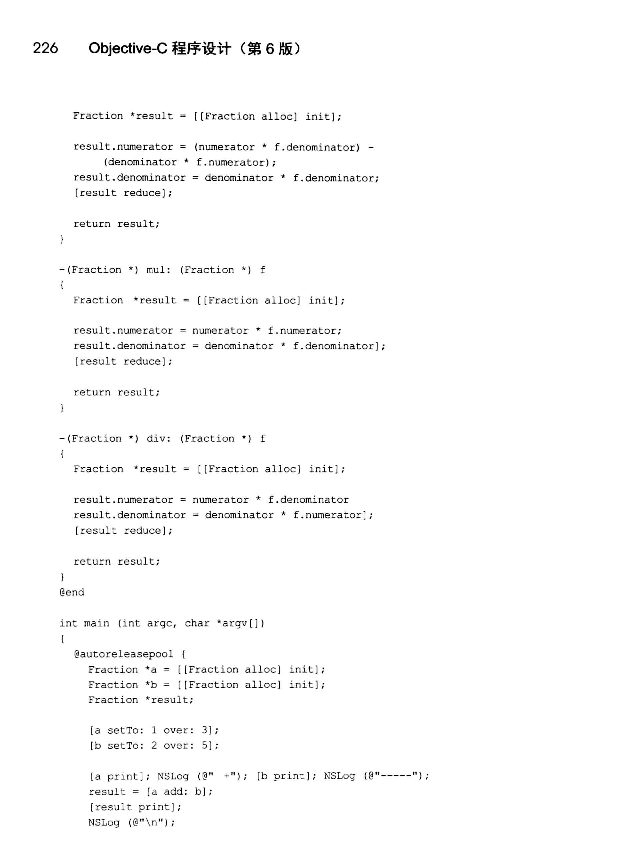 226 Objective-C 程序设计（第 6 版）
Fraction *result = [[Fraction alloc] init];
result.numerator = (numerator * f.denominator) -
(denominator * f.numerator);
result.denominator = denominator * f.denominator;
[result reduce];
return result;
}
-(Fraction *) mul: (Fraction *) f
{
Fraction *result = [[Fraction alloc] init];
result.numerator = numerator * f.numerator;
result.denominator = denominator * f.denominator];
[result reduce];
return result;
}
-(Fraction *) div: (Fraction *) f
{
Fraction *result = [[Fraction alloc] init];
result.numerator = numerator * f.denominator
result.denominator = denominator * f.numerator];
[result reduce];
return result;
}
@end
int main (int argc, char *argv[])
{
@autoreleasepool {
Fraction *a = [[Fraction alloc] init];
Fraction *b = [[Fraction alloc] init];
Fraction *result;
[a setTo: 1 over: 3];
[b setTo: 2 over: 5];
[a print]; NSLog (@" +"); [b print]; NSLog (@"-----");
result = [a add: b];
[result print];
NSLog (@"\n");